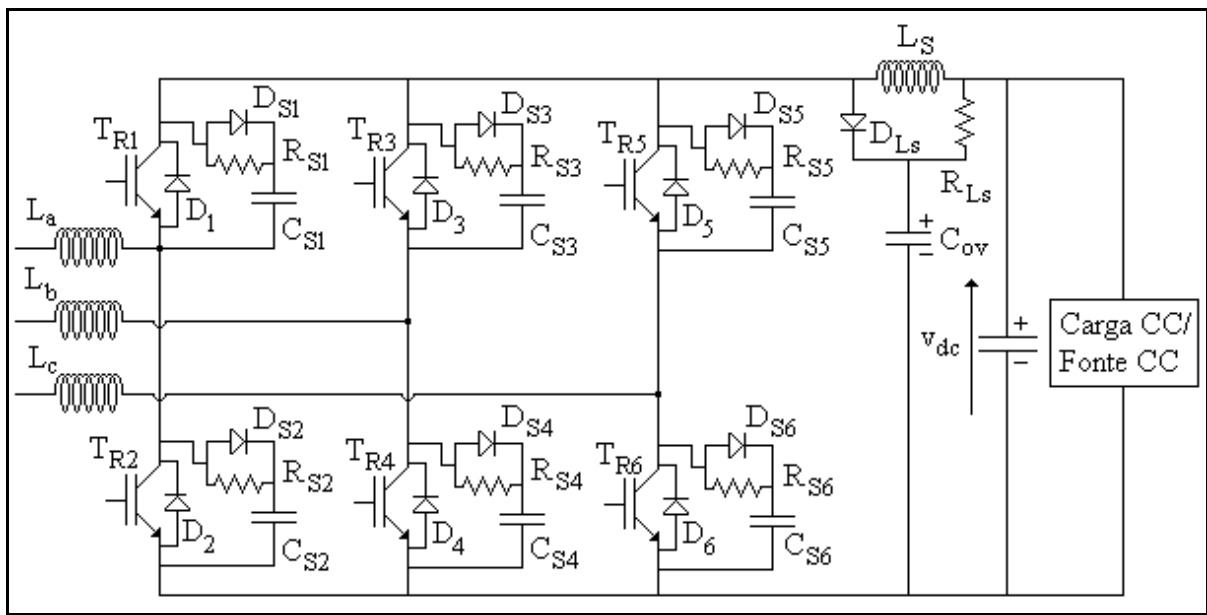 L_S
D_S1
D_S3
D_S5
T_R1
T_R3
T_R5
R_S1
R_S3
R_S5
D_Ls
R_Ls
D_1
D_3
D_5
C_S1
C_S3
C_S5
L_a
C_ov
+
−
L_b
v_dc
+
−
Carga CC/
Fonte CC
L_c
D_S2
D_S4
D_S6
T_R2
T_R4
T_R6
R_S2
R_S4
R_S6
D_2
D_4
D_6
C_S2
C_S4
C_S6